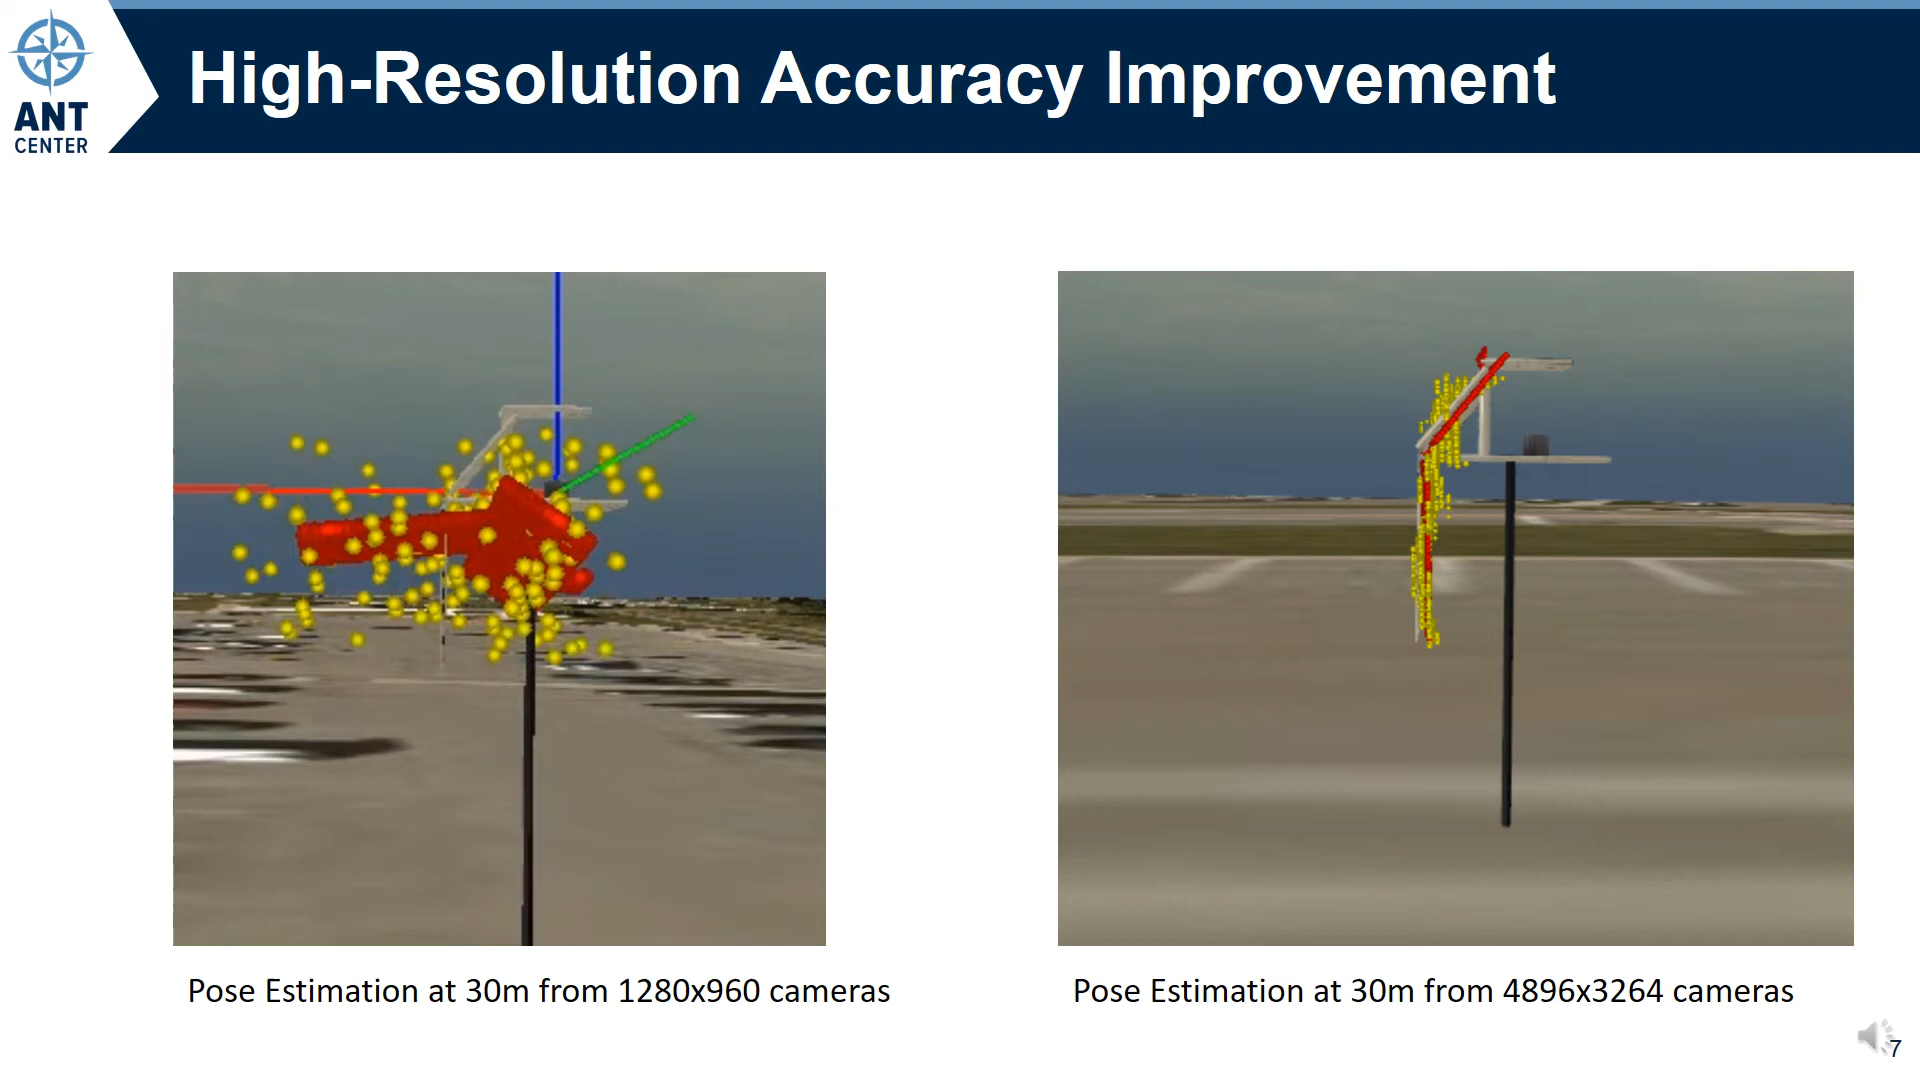 ANT
CENTER
High-Resolution Accuracy Improvement
Pose Estimation at 30m from 1280x960 cameras
Pose Estimation at 30m from 4896x3264 cameras
7